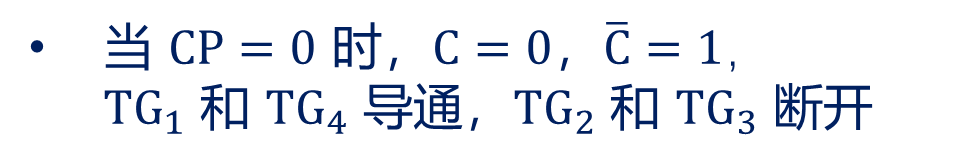 • 当 CP = 0 时，C = 0，C̄ = 1，
TG₁ 和 TG₄ 导通，TG₂ 和 TG₃ 断开